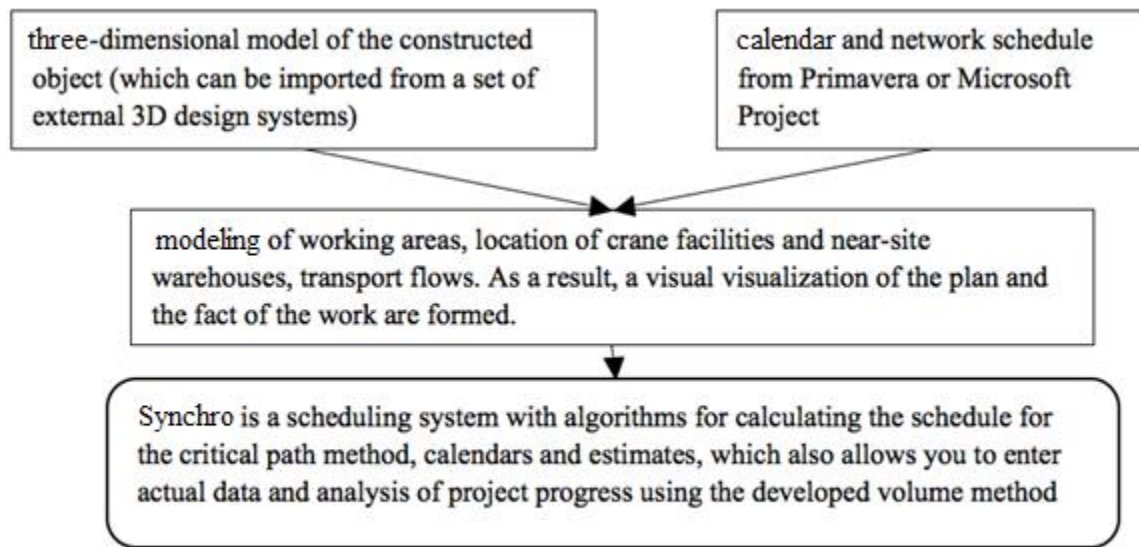 three-dimensional model of the constructed
object (which can be imported from a set of
external 3D design systems)
calendar and network schedule
from Primavera or Microsoft
Project
modeling of working areas, location of crane facilities and near-site
warehouses, transport flows. As a result, a visual visualization of the plan and
the fact of the work are formed.
Synchro is a scheduling system with algorithms for calculating the schedule for
the critical path method, calendars and estimates, which also allows you to enter
actual data and analysis of project progress using the developed volume method